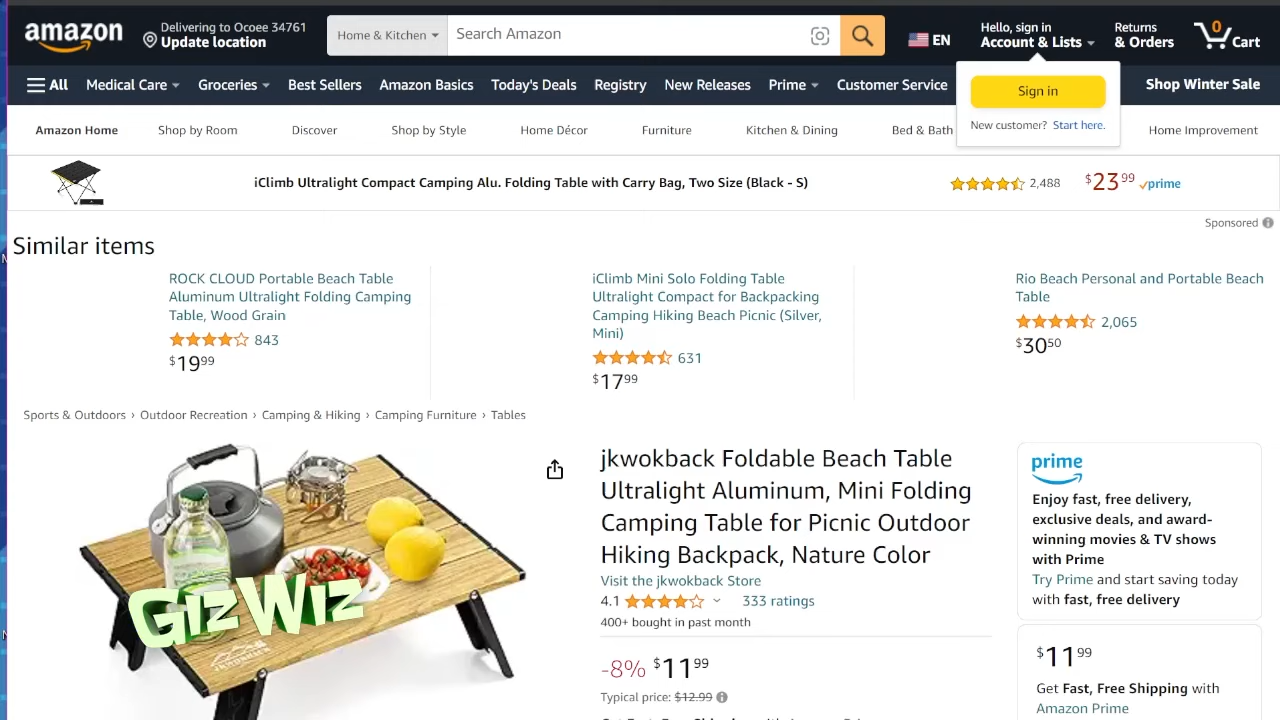 amazon
Delivering to Ocoee 34761
Update location
Home & Kitchen
Search Amazon
EN
Hello, sign in
Account & Lists
Returns
& Orders
0
Cart
All
Medical Care
Groceries
Best Sellers
Amazon Basics
Today's Deals
Registry
New Releases
Prime
Customer Service
Shop Winter Sale
Sign in
New customer? Start here.
Amazon Home
Shop by Room
Discover
Shop by Style
Home Décor
Furniture
Kitchen & Dining
Bed & Bath
Home Improvement
iClimb Ultralight Compact Camping Alu. Folding Table with Carry Bag, Two Size (Black - S)
2,488
$23 99
prime
Sponsored
Similar items
ROCK CLOUD Portable Beach Table
Aluminum Ultralight Folding Camping
Table, Wood Grain
843
$19 99
iClimb Mini Solo Folding Table
Ultralight Compact for Backpacking
Camping Hiking Beach Picnic (Silver,
Mini)
631
$17 99
Rio Beach Personal and Portable Beach
Table
2,065
$30 50
Sports & Outdoors › Outdoor Recreation › Camping & Hiking › Camping Furniture › Tables
GizWiz
JKWOKBACK
jkwokback Foldable Beach Table
Ultralight Aluminum, Mini Folding
Camping Table for Picnic Outdoor
Hiking Backpack, Nature Color
Visit the jkwokback Store
4.1
333 ratings
400+ bought in past month
-8% $11 99
Typical price: $12.99
prime
Enjoy fast, free delivery,
exclusive deals, and award-
winning movies & TV shows
with Prime
Try Prime and start saving today
with fast, free delivery
$11 99
Get Fast, Free Shipping with
Amazon Prime